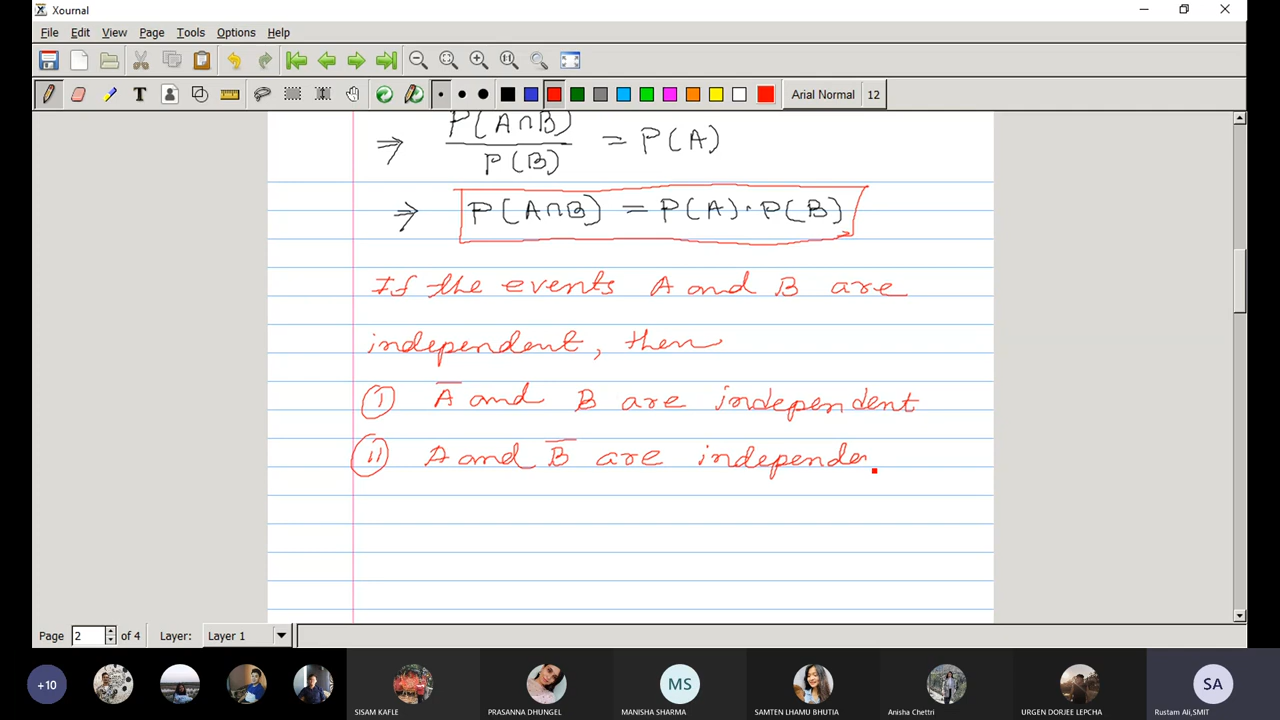 Xournal
File Edit View Page Tools Options Help
Arial Normal 12
⇒ P(A∩B)/P(B) = P(A)
⇒ P(A∩B) = P(A)·P(B)
If the events A and B are
independent, then
(i) A̅ and B are independent
(ii) A and B̅ are independe
Page 2 of 4 Layer: Layer 1
+10 MS SA
SISAM KAFLE PRASANNA DHUNGEL MANISHA SHARMA SAMTEN LHAMU BHUTIA Anisha Chettri URGEN DORJEE LEPCHA Rustam Ali,SMIT